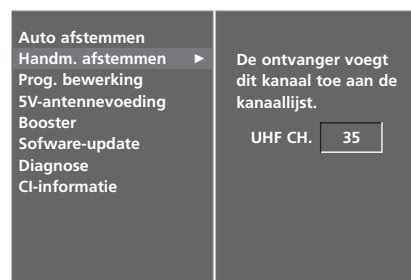 Auto afstemmen
Handm. afstemmen ►
Prog. bewerking
5V-antennevoeding
Booster
Sofware-update
Diagnose
CI-informatie
De ontvanger voegt
dit kanaal toe aan de
kanaallijst.
UHF CH. 35